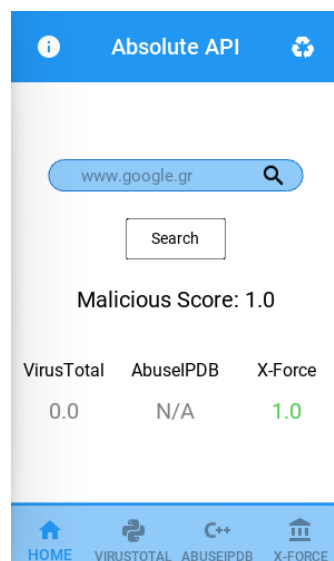 Absolute API
www.google.gr
Search
Malicious Score: 1.0
VirusTotal AbuseIPDB X-Force
0.0 N/A 1.0
C++
HOME VIRUSTOTAL ABUSEIPDB X-FORCE